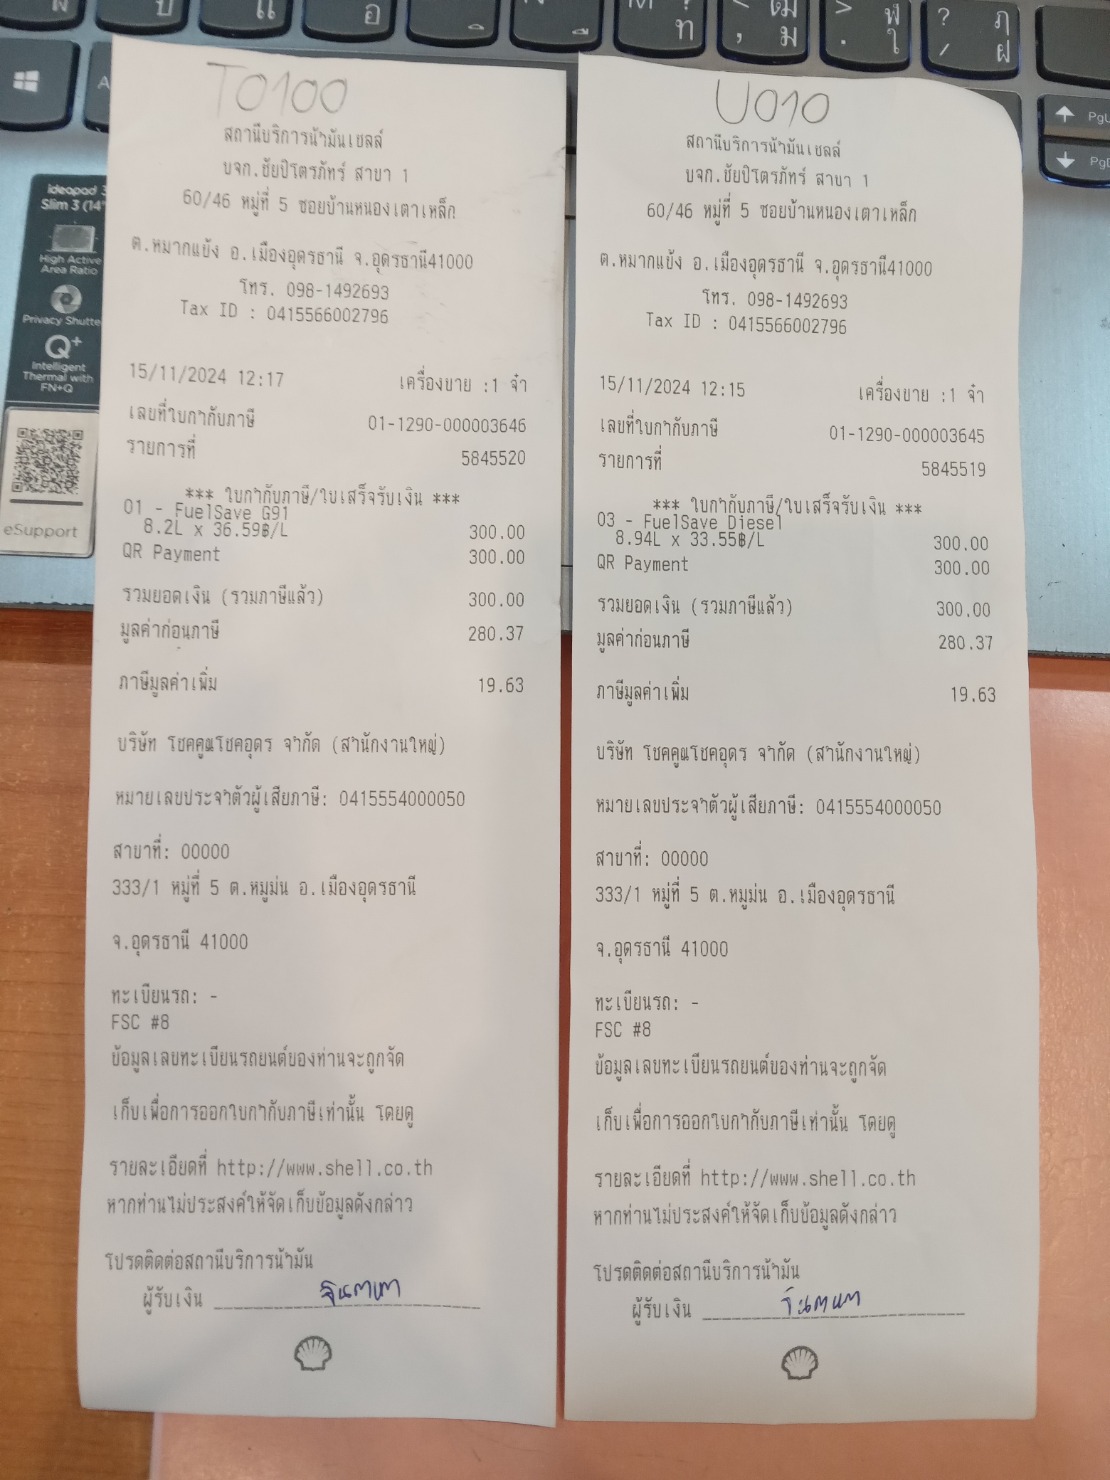 T0100
สถานีบริการน้ำมันเชลล์
บจก.ชัยปิโตรภัทร์ สาขา 1
60/46 หมู่ที่ 5 ซอยบ้านหนองเตาเหล็ก
ต.หมากแข้ง อ.เมืองอุดรธานี จ.อุดรธานี41000
โทร. 098-1492693
Tax ID : 0415566002796
15/11/2024 12:17 เครื่องขาย :1 จ๋า
เลขที่ใบกำกับภาษี 01-1290-000003646
รายการที่ 5845520
*** ใบกำกับภาษี/ใบเสร็จรับเงิน ***
01 - FuelSave G91
8.2L x 36.59฿/L 300.00
QR Payment 300.00
รวมยอดเงิน (รวมภาษีแล้ว) 300.00
มูลค่าก่อนภาษี 280.37
ภาษีมูลค่าเพิ่ม 19.63
บริษัท โชคคูณโชคอุดร จำกัด (สำนักงานใหญ่)
หมายเลขประจำตัวผู้เสียภาษี: 0415554000050
สาขาที่: 00000
333/1 หมู่ที่ 5 ต.หมูม่น อ.เมืองอุดรธานี
จ.อุดรธานี 41000
ทะเบียนรถ: -
FSC #8
ข้อมูลเลขทะเบียนรถยนต์ของท่านจะถูกจัด
เก็บเพื่อการออกใบกำกับภาษีเท่านั้น โดยดู
รายละเอียดที่ http://www.shell.co.th
หากท่านไม่ประสงค์ให้จัดเก็บข้อมูลดังกล่าว
โปรดติดต่อสถานีบริการน้ำมัน
ผู้รับเงิน จินตหา
U010
สถานีบริการน้ำมันเชลล์
บจก.ชัยปิโตรภัทร์ สาขา 1
60/46 หมู่ที่ 5 ซอยบ้านหนองเตาเหล็ก
ต.หมากแข้ง อ.เมืองอุดรธานี จ.อุดรธานี41000
โทร. 098-1492693
Tax ID : 0415566002796
15/11/2024 12:15 เครื่องขาย :1 จ๋า
เลขที่ใบกำกับภาษี 01-1290-000003645
รายการที่ 5845519
*** ใบกำกับภาษี/ใบเสร็จรับเงิน ***
03 - FuelSave Diesel
8.94L x 33.55฿/L 300.00
QR Payment 300.00
รวมยอดเงิน (รวมภาษีแล้ว) 300.00
มูลค่าก่อนภาษี 280.37
ภาษีมูลค่าเพิ่ม 19.63
บริษัท โชคคูณโชคอุดร จำกัด (สำนักงานใหญ่)
หมายเลขประจำตัวผู้เสียภาษี: 0415554000050
สาขาที่: 00000
333/1 หมู่ที่ 5 ต.หมูม่น อ.เมืองอุดรธานี
จ.อุดรธานี 41000
ทะเบียนรถ: -
FSC #8
ข้อมูลเลขทะเบียนรถยนต์ของท่านจะถูกจัด
เก็บเพื่อการออกใบกำกับภาษีเท่านั้น โดยดู
รายละเอียดที่ http://www.shell.co.th
หากท่านไม่ประสงค์ให้จัดเก็บข้อมูลดังกล่าว
โปรดติดต่อสถานีบริการน้ำมัน
ผู้รับเงิน จินตหา
ideapad 3
Slim 3 (14"
High Active
Area Ratio
Privacy Shutte
Q+
Intelligent
Thermal with
FN+Q
eSupport